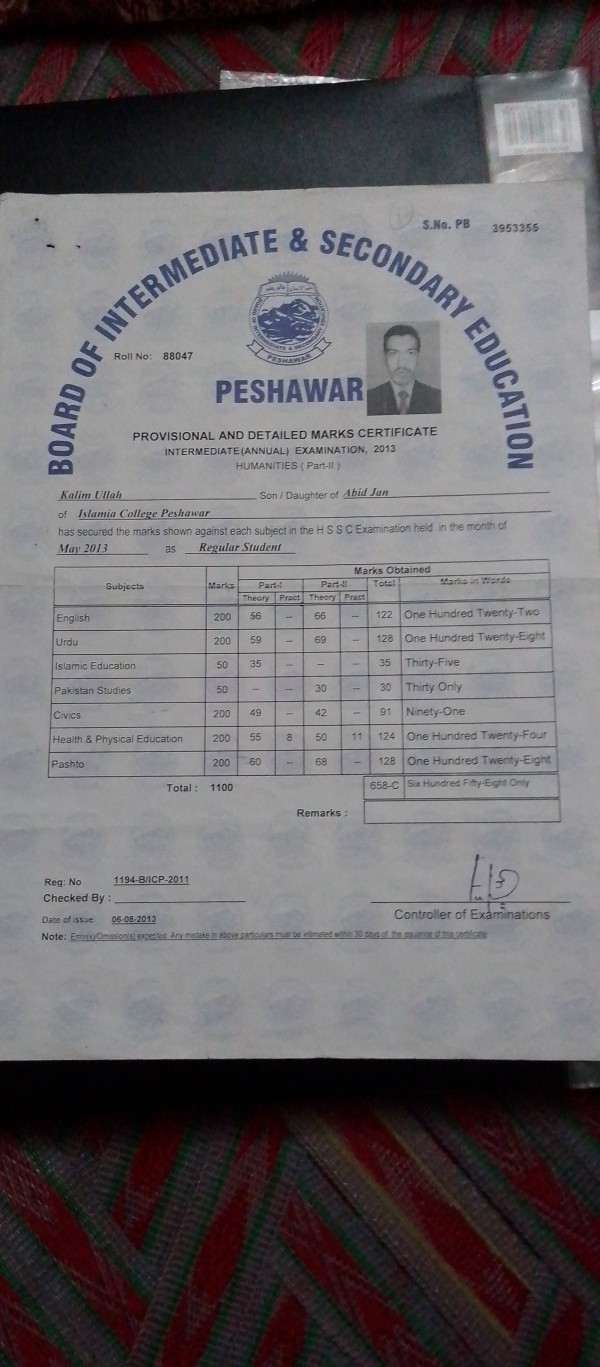 S.No. PB 3953355
BOARD OF INTERMEDIATE & SECONDARY EDUCATION
PESHAWAR
Roll No: 88047
PESHAWAR
PROVISIONAL AND DETAILED MARKS CERTIFICATE
INTERMEDIATE (ANNUAL) EXAMINATION, 2013
HUMANITIES ( Part-II )
Kalim Ullah Son / Daughter of Abid Jan
of Islamia College Peshawar
has secured the marks shown against each subject in the H S S C Examination held in the month of
May 2013 as Regular Student
Subjects Marks Marks Obtained
Part-I Part-II Total Marks in Words
Theory Pract Theory Pract
English 200 56 -- 66 -- 122 One Hundred Twenty-Two
Urdu 200 59 -- 69 -- 128 One Hundred Twenty-Eight
Islamic Education 50 35 -- -- -- 35 Thirty-Five
Pakistan Studies 50 -- -- 30 -- 30 Thirty Only
Civics 200 49 -- 42 -- 91 Ninety-One
Health & Physical Education 200 55 8 50 11 124 One Hundred Twenty-Four
Pashto 200 60 -- 68 -- 128 One Hundred Twenty-Eight
Total : 1100 658-C Six Hundred Fifty-Eight Only
Remarks :
Reg: No 1194-B/ICP-2011
Checked By :
Controller of Examinations
Date of issue: 06-08-2013
Note: Error(s)/Omission(s) excepted. Any mistake in above particulars must be intimated within 30 days of the issuance of this certificate